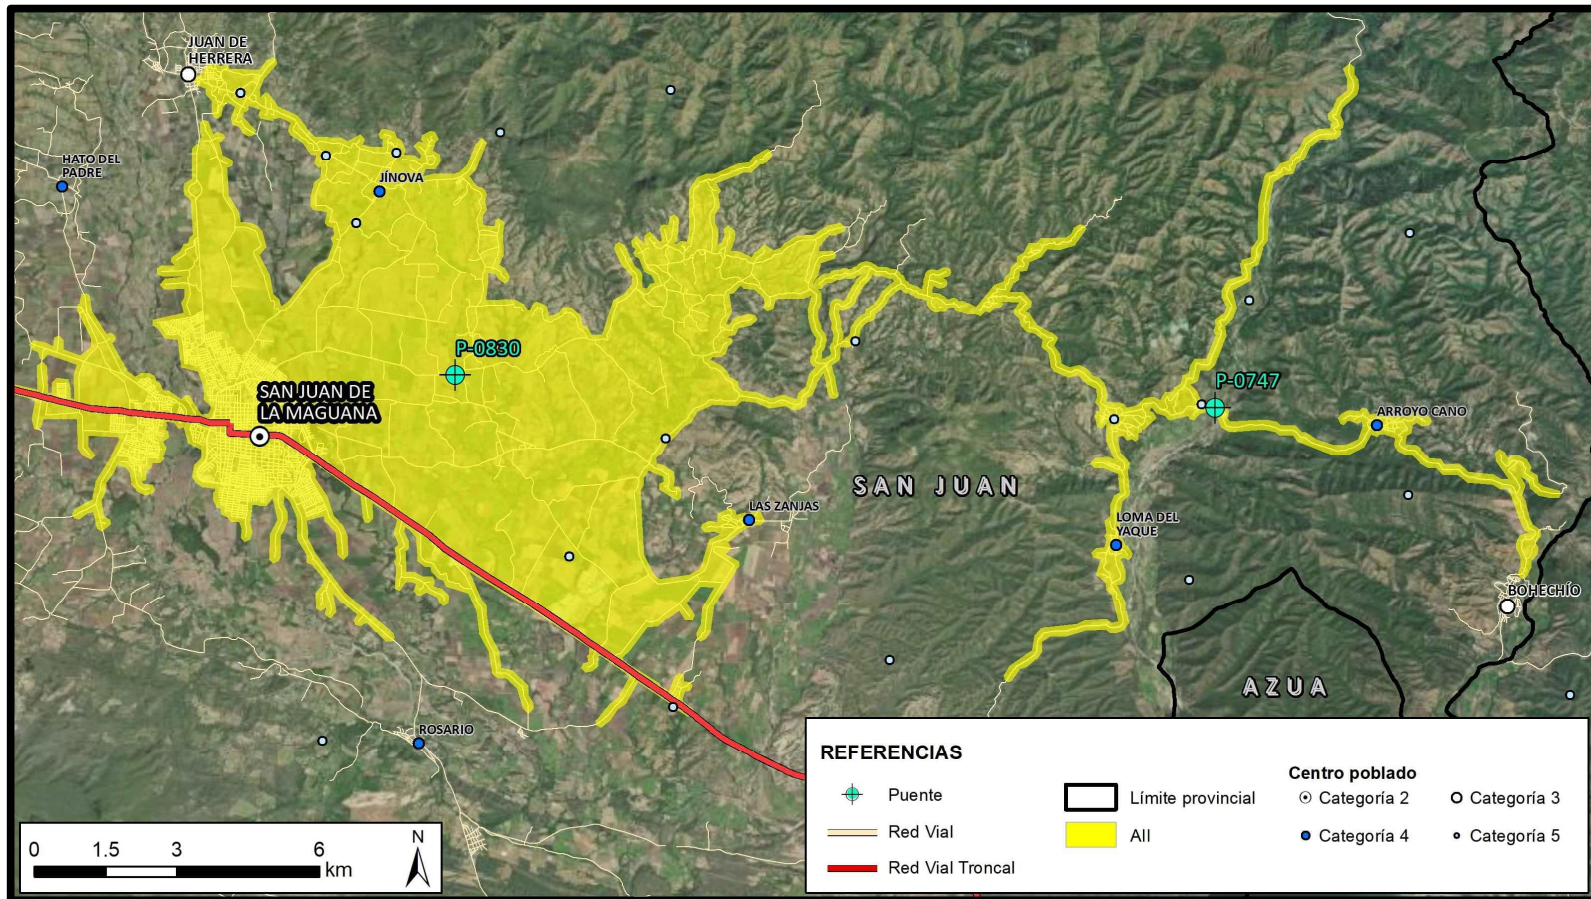 JUAN DE
HERRERA
HATO DEL
PADRE
JÍNOVA
P-0830
SAN JUAN DE
LA MAGUANA
P-0747
ARROYO CANO
SAN JUAN
LAS ZANJAS
LOMA DEL
YAQUE
BOHECHÍO
AZUA
ROSARIO
REFERENCIAS
Puente
Red Vial
Red Vial Troncal
Límite provincial
All
Centro poblado
Categoría 2
Categoría 3
Categoría 4
Categoría 5
0 1.5 3 6
km
N